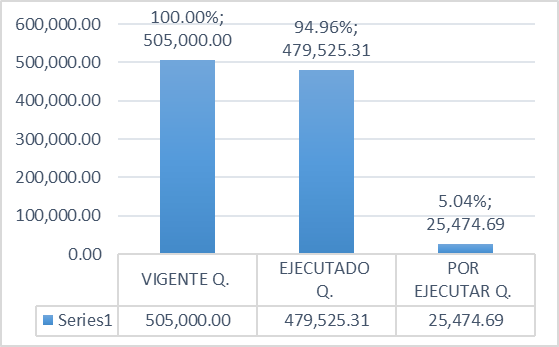 600,000.00
500,000.00
400,000.00
300,000.00
200,000.00
100,000.00
0.00
100.00%;
505,000.00
94.96%;
479,525.31
5.04%;
25,474.69
VIGENTE Q.
EJECUTADO
Q.
POR
EJECUTAR Q.
Series1 505,000.00 479,525.31 25,474.69